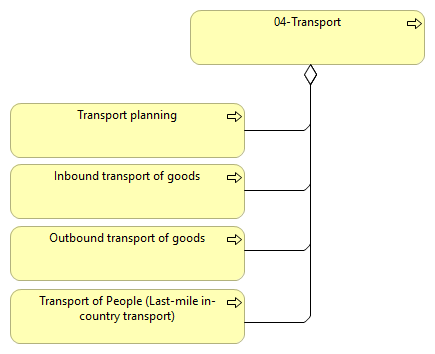 04-Transport
Transport planning
Inbound transport of goods
Outbound transport of goods
Transport of People (Last-mile in-
country transport)